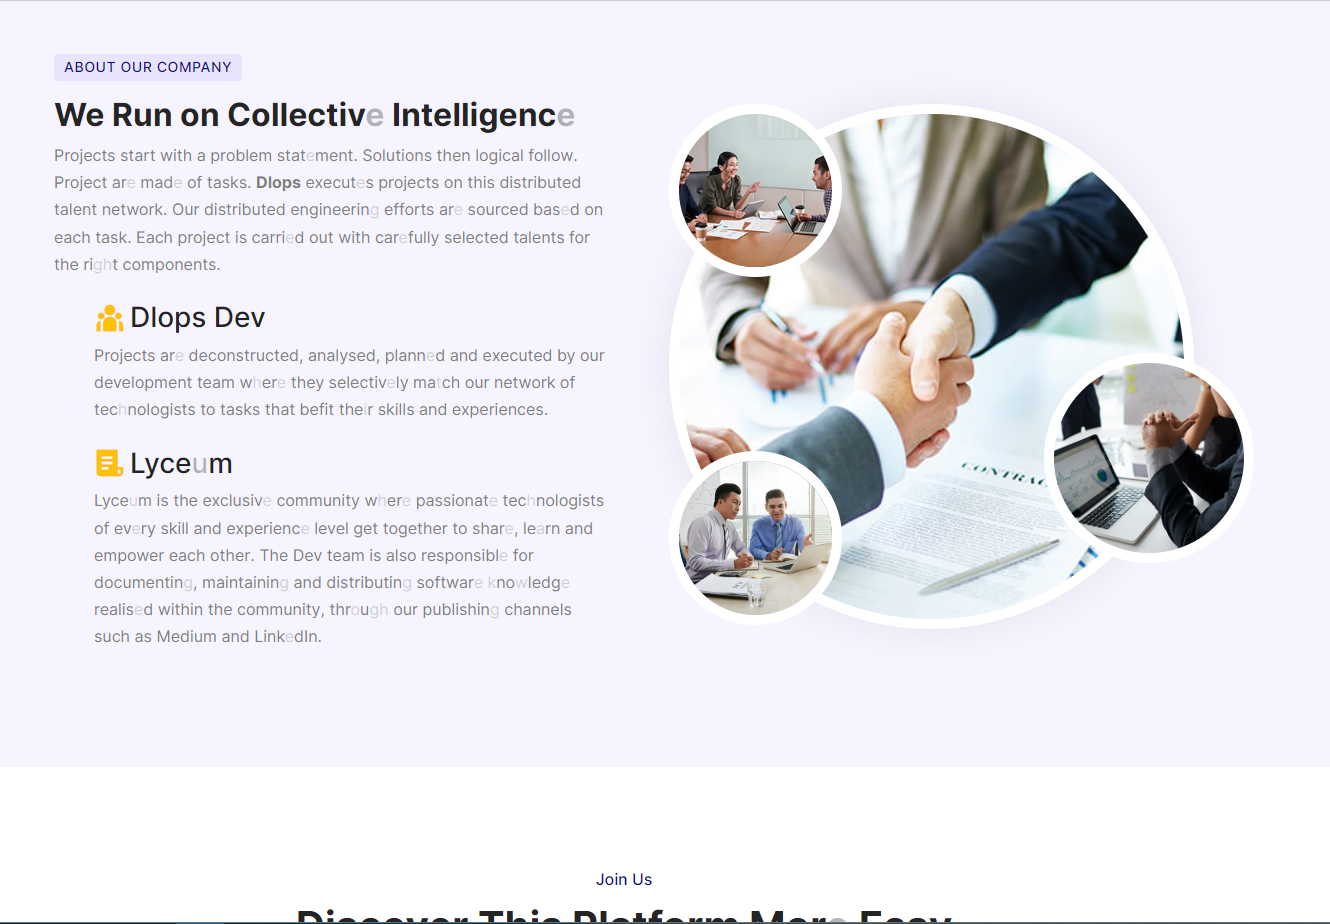 ABOUT OUR COMPANY
We Run on Collective Intelligence
Projects start with a problem statement. Solutions then logical follow.
Project are made of tasks. Dlops executes projects on this distributed
talent network. Our distributed engineering efforts are sourced based on
each task. Each project is carried out with carefully selected talents for
the right components.
Dlops Dev
Projects are deconstructed, analysed, planned and executed by our
development team where they selectively match our network of
technologists to tasks that befit their skills and experiences.
Lyceum
Lyceum is the exclusive community where passionate technologists
of every skill and experience level get together to share, learn and
empower each other. The Dev team is also responsible for
documenting, maintaining and distributing software knowledge
realised within the community, through our publishing channels
such as Medium and LinkedIn.
Join Us
Discover This Platform More Easy